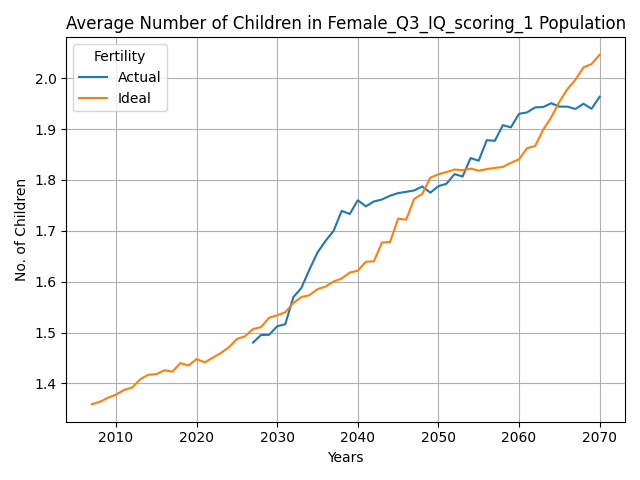 Average Number of Children in Female_Q3_IQ_scoring_1 Population
Fertility
Actual
Ideal
No. of Children
2.0
1.9
1.8
1.7
1.6
1.5
1.4
2010 2020 2030 2040 2050 2060 2070
Years